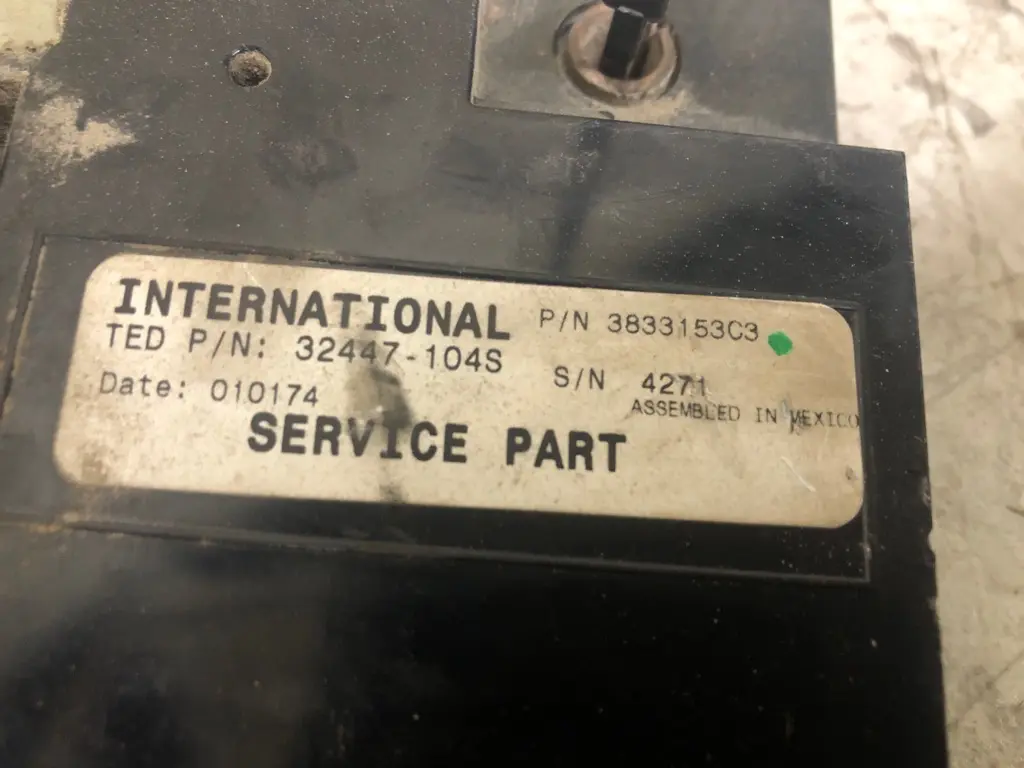 INTERNATIONAL P/N 3833153C3
TED P/N: 32447-104S
S/N 4271
Date: 010174
ASSEMBLED IN MEXICO
SERVICE PART